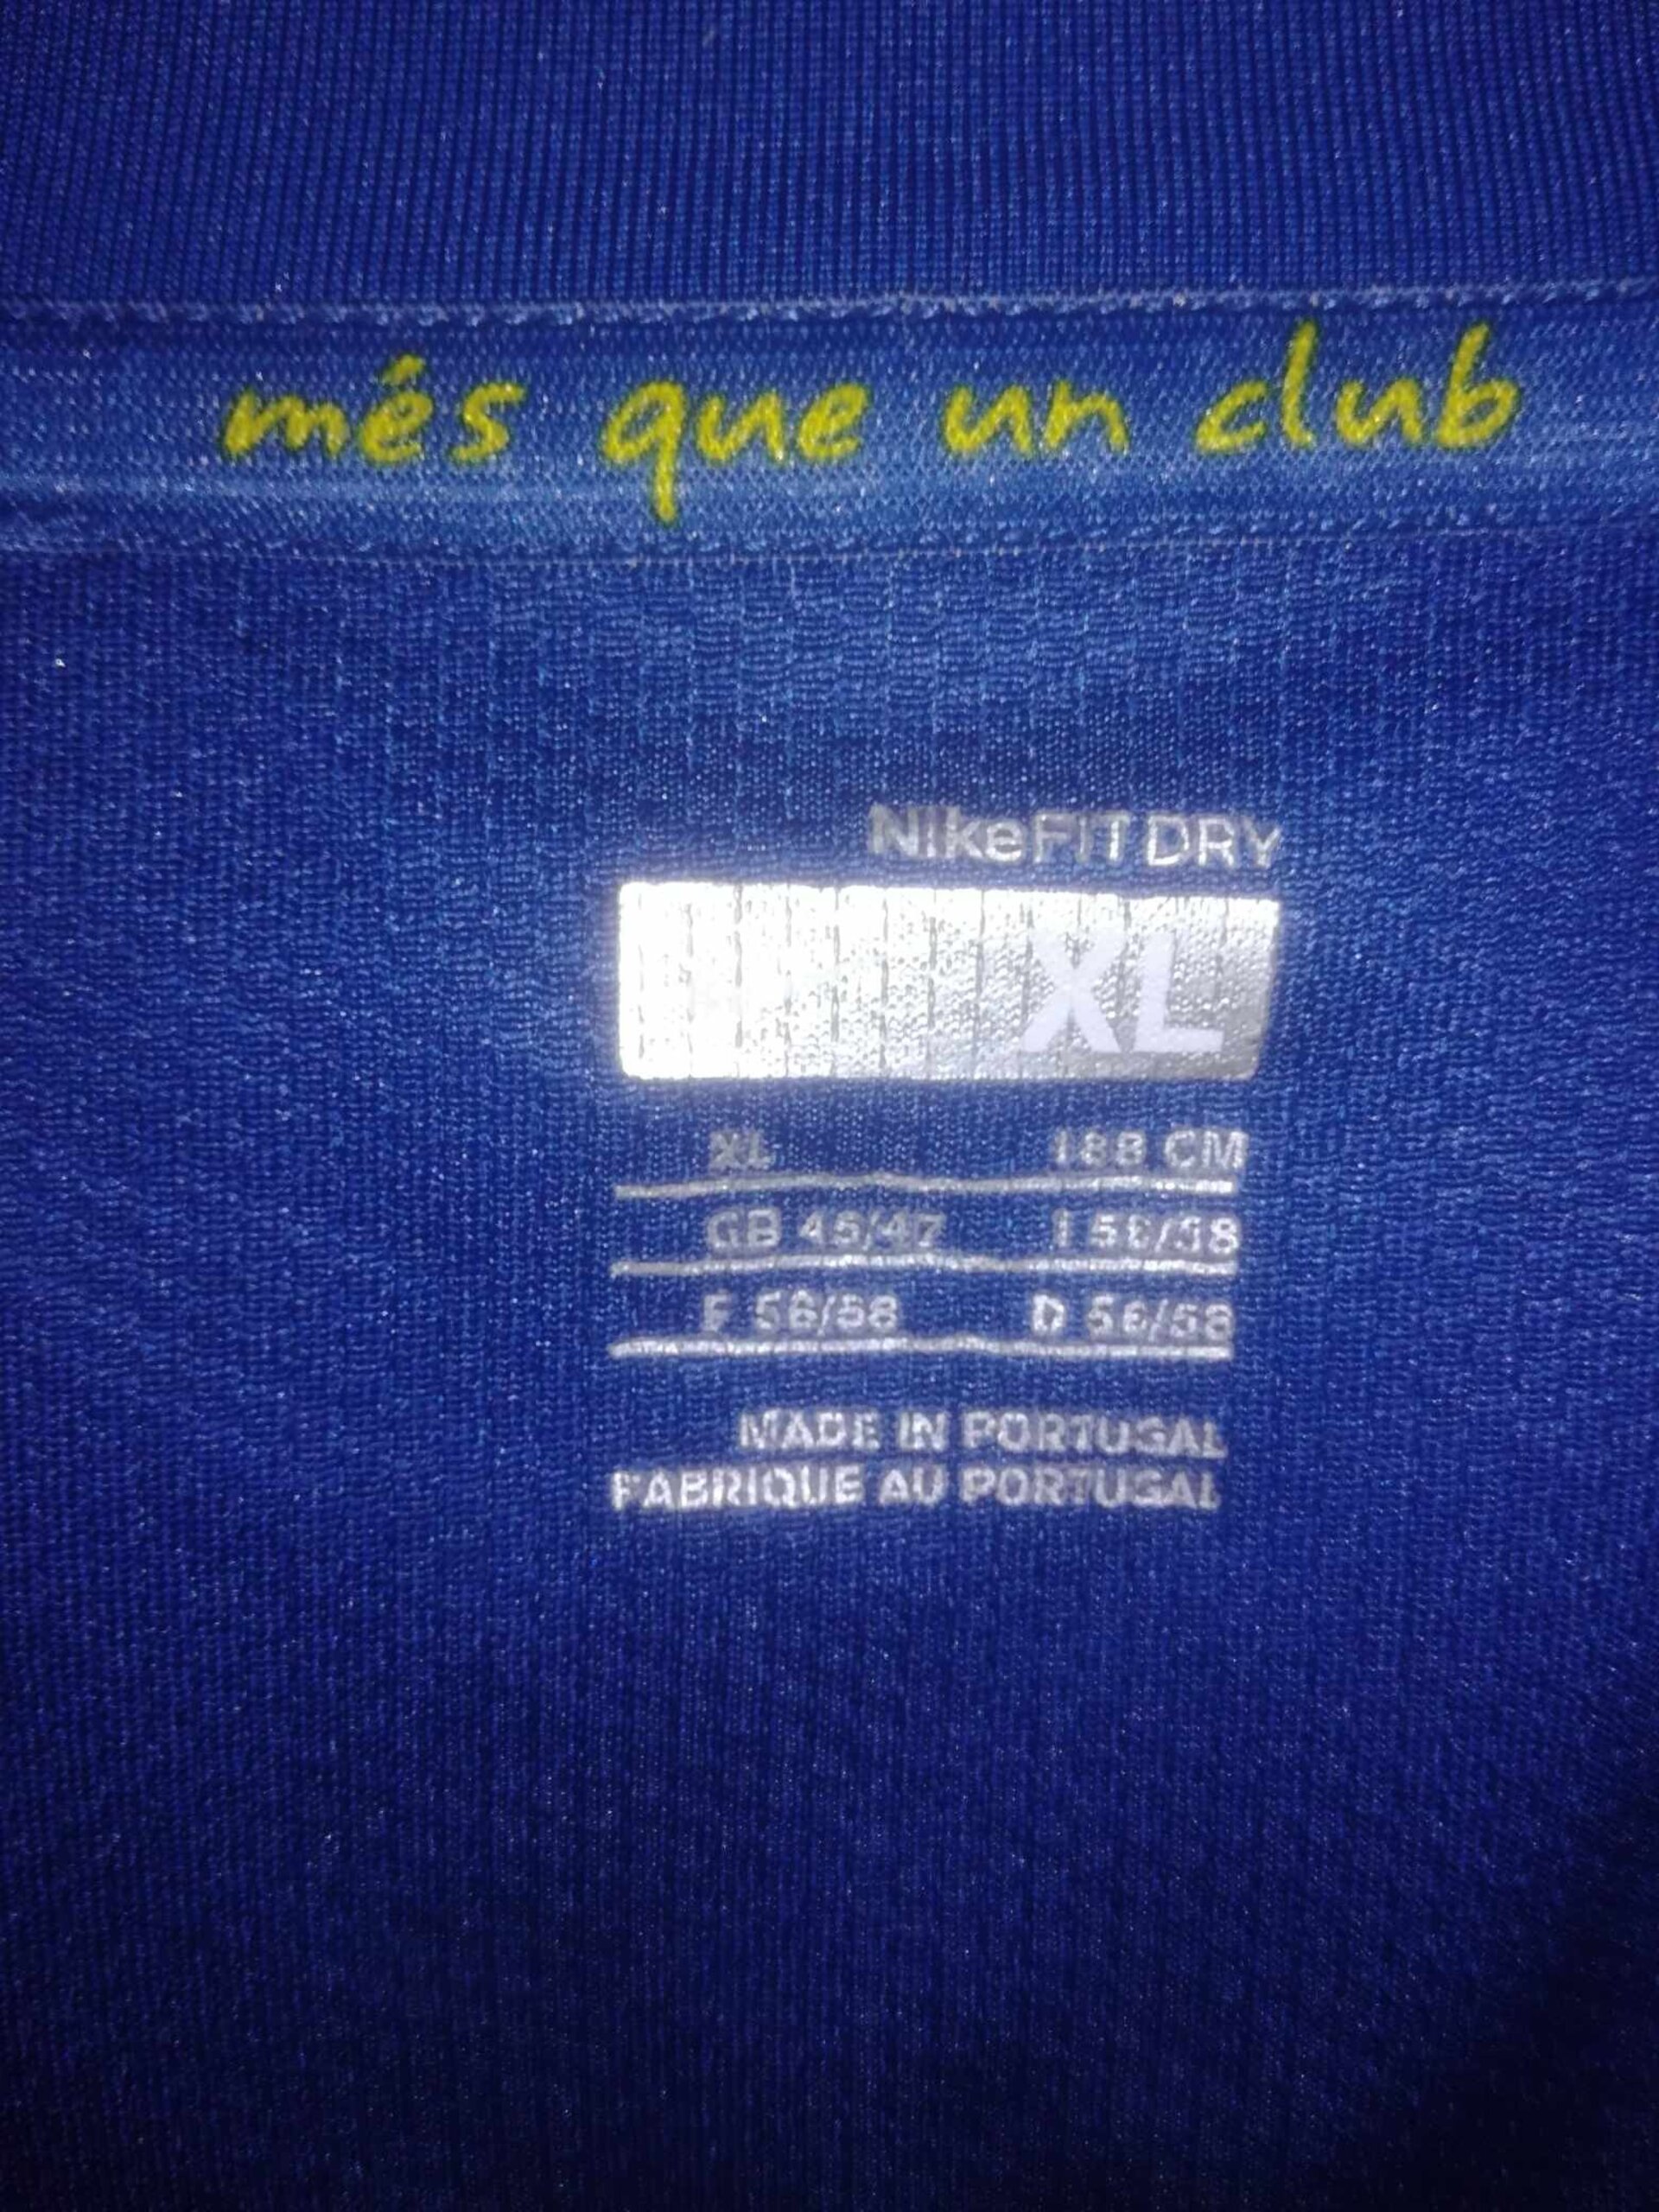 més que un club
NikeFIT DRY
XL
XL 188 CM
GB 45/47 I 56/58
F 56/58 D 56/58
MADE IN PORTUGAL
FABRIQUE AU PORTUGAL